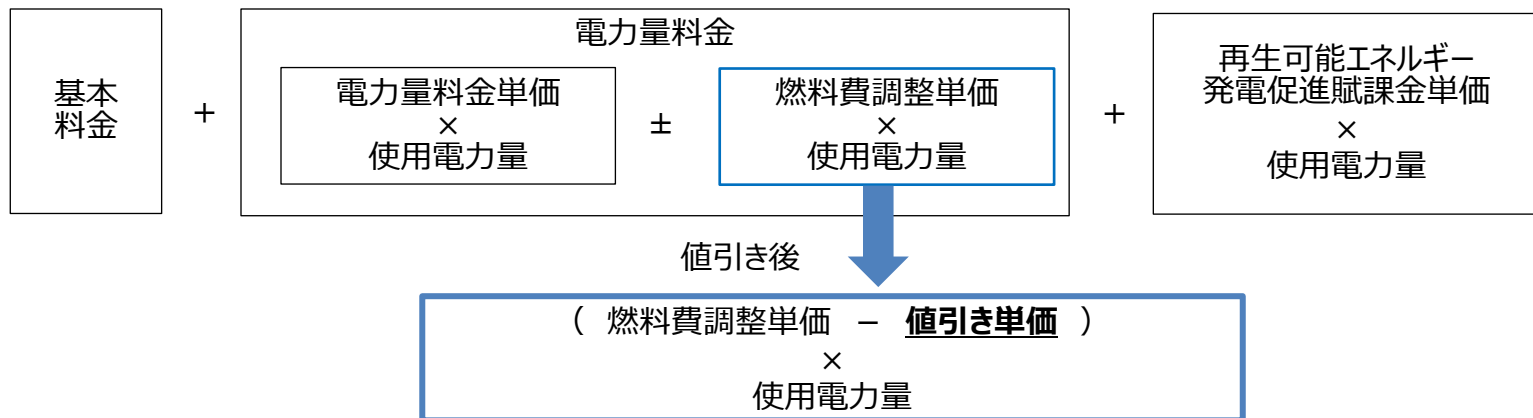 基本
料金
+
電力量料金
電力量料金単価
×
使用電力量
±
燃料費調整単価
×
使用電力量
+
再生可能エネルギー
発電促進賦課金単価
×
使用電力量
値引き後
( 燃料費調整単価 － 値引き単価 )
×
使用電力量